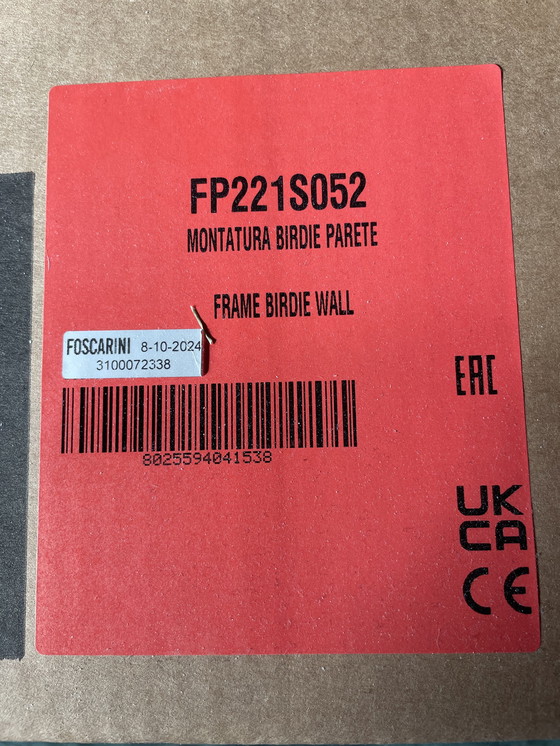 FP221S052
MONTATURA BIRDIE PARETE
FRAME BIRDIE WALL
FOSCARINI 8-10-2024
3100072338
8025594041538
EAC
UK
CA
CE